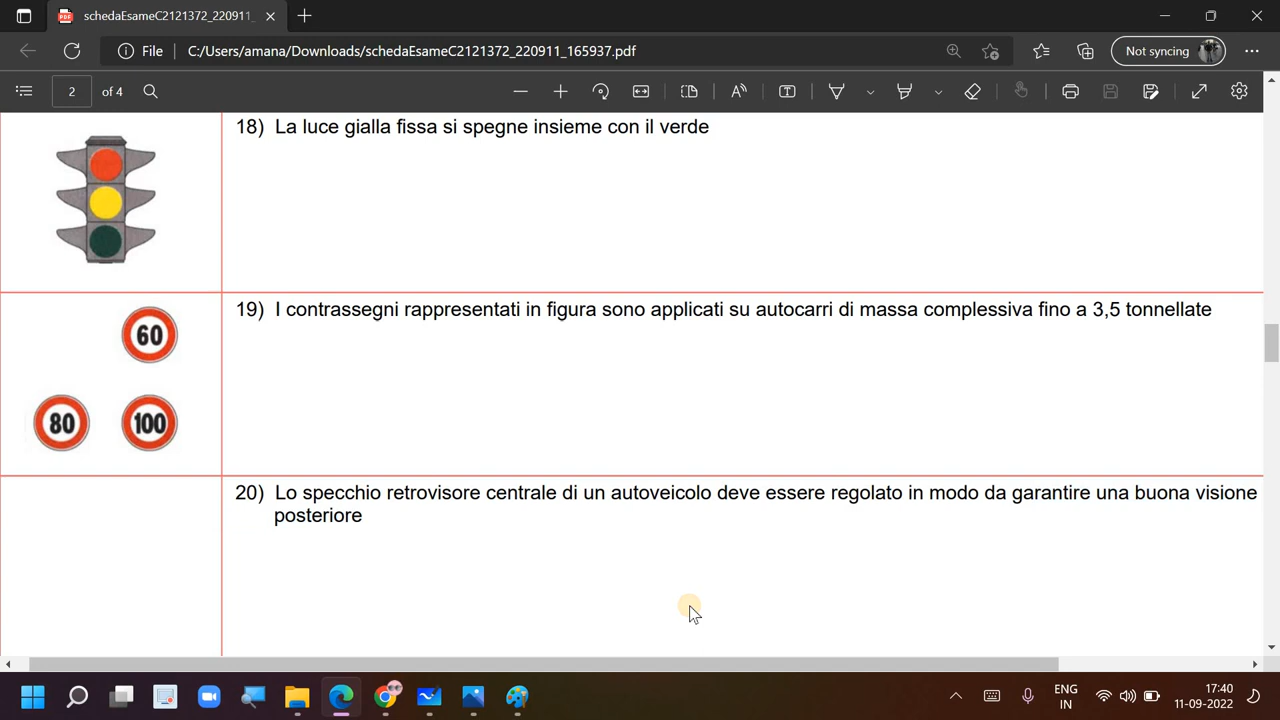 schedaEsameC2121372_220911_
File
C:/Users/amana/Downloads/schedaEsameC2121372_220911_165937.pdf
Not syncing
2 of 4
18) La luce gialla fissa si spegne insieme con il verde
60
80 100
19) I contrassegni rappresentati in figura sono applicati su autocarri di massa complessiva fino a 3,5 tonnellate
20) Lo specchio retrovisore centrale di un autoveicolo deve essere regolato in modo da garantire una buona visione
posteriore
ENG
IN
17:40
11-09-2022